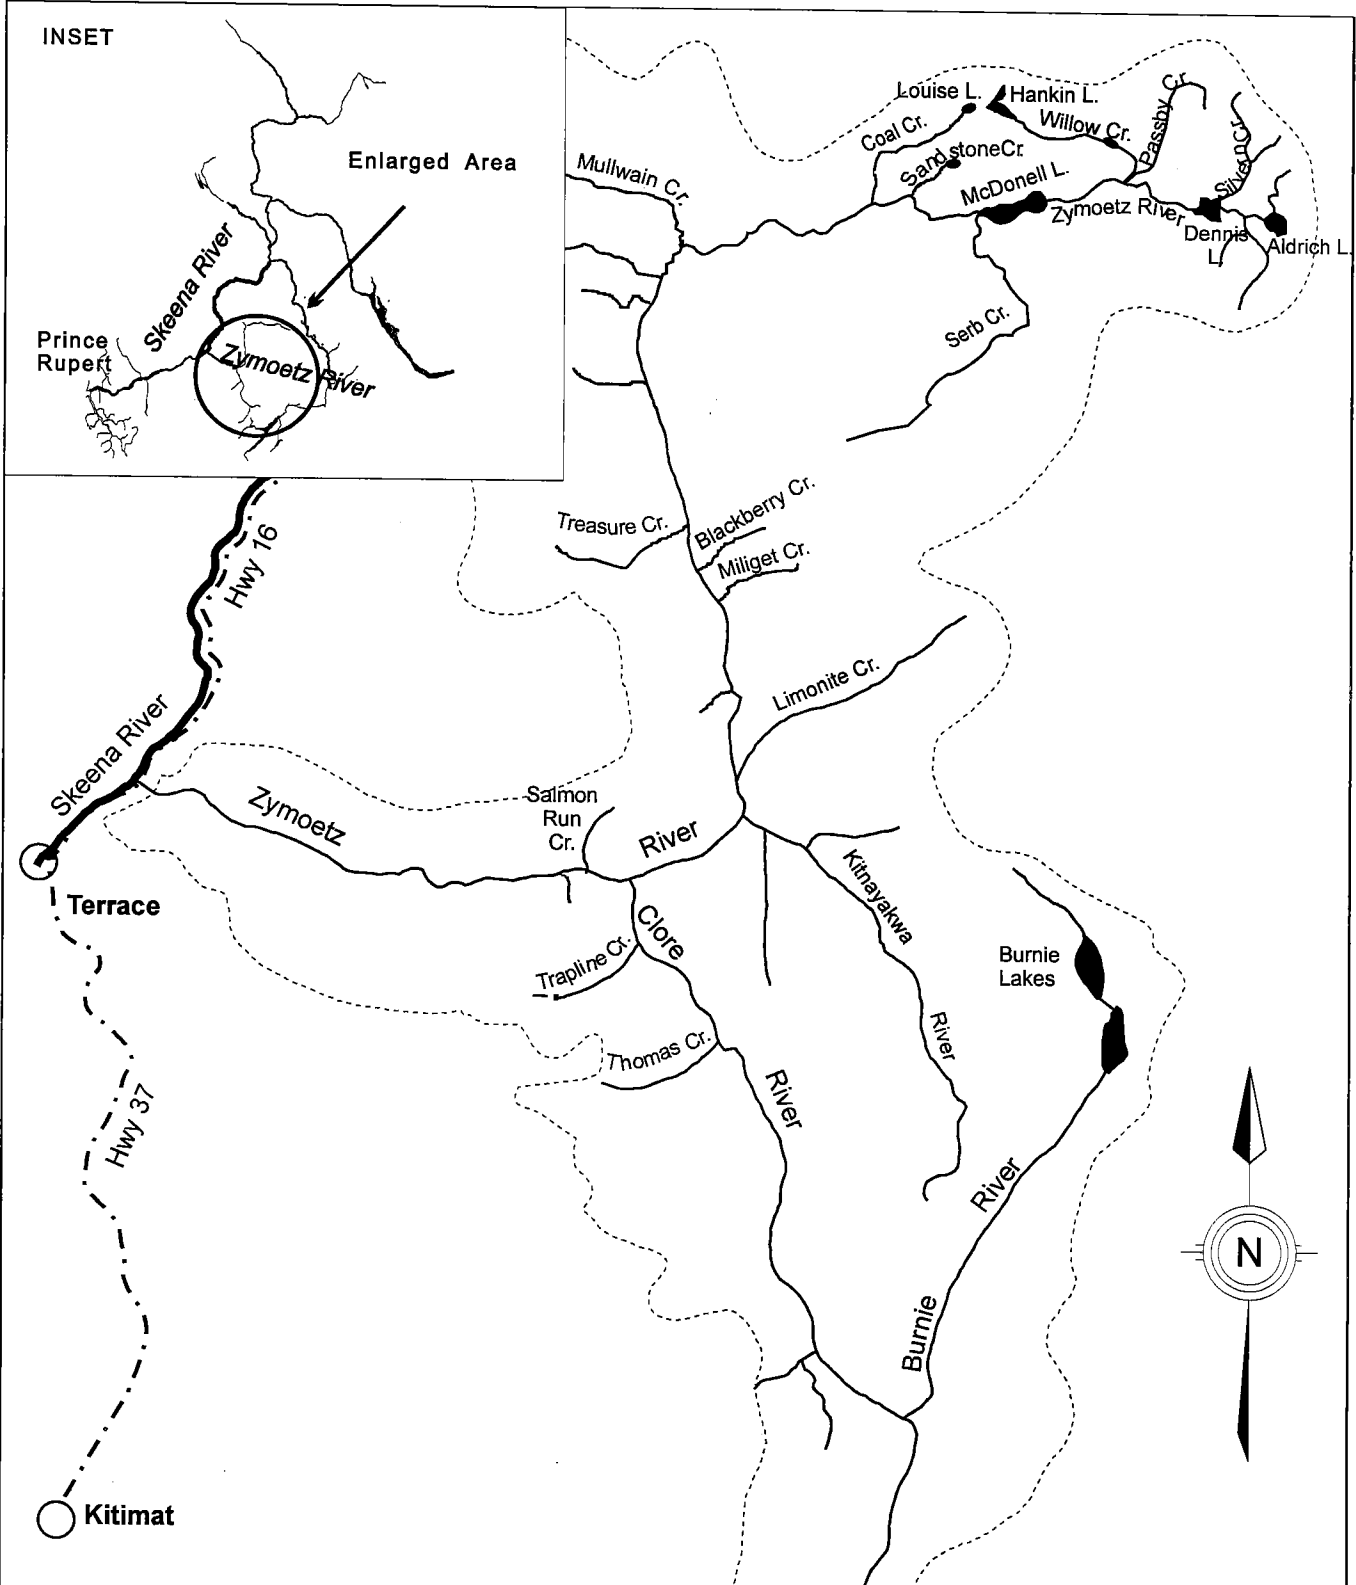 INSET
Enlarged Area
Skeena River
Prince
Rupert
Zymoetz River
Louise L.
Hankin L.
Coal Cr.
Willow Cr.
Passby Cr
Sandstone Cr.
Silvern Cr.
Mullwain Cr.
McDonell L.
Zymoetz River
Dennis
L.
Aldrich L.
Serb Cr.
Hwy 16
Treasure Cr.
Blackberry Cr.
Miliget Cr.
Limonite Cr.
Skeena River
Zymoetz
Salmon
Run
Cr.
River
Kitnayakwa
River
Terrace
Clore
River
Trapline Cr.
Thomas Cr.
Burnie
Lakes
Hwy 37
River
Burnie
N
Kitimat